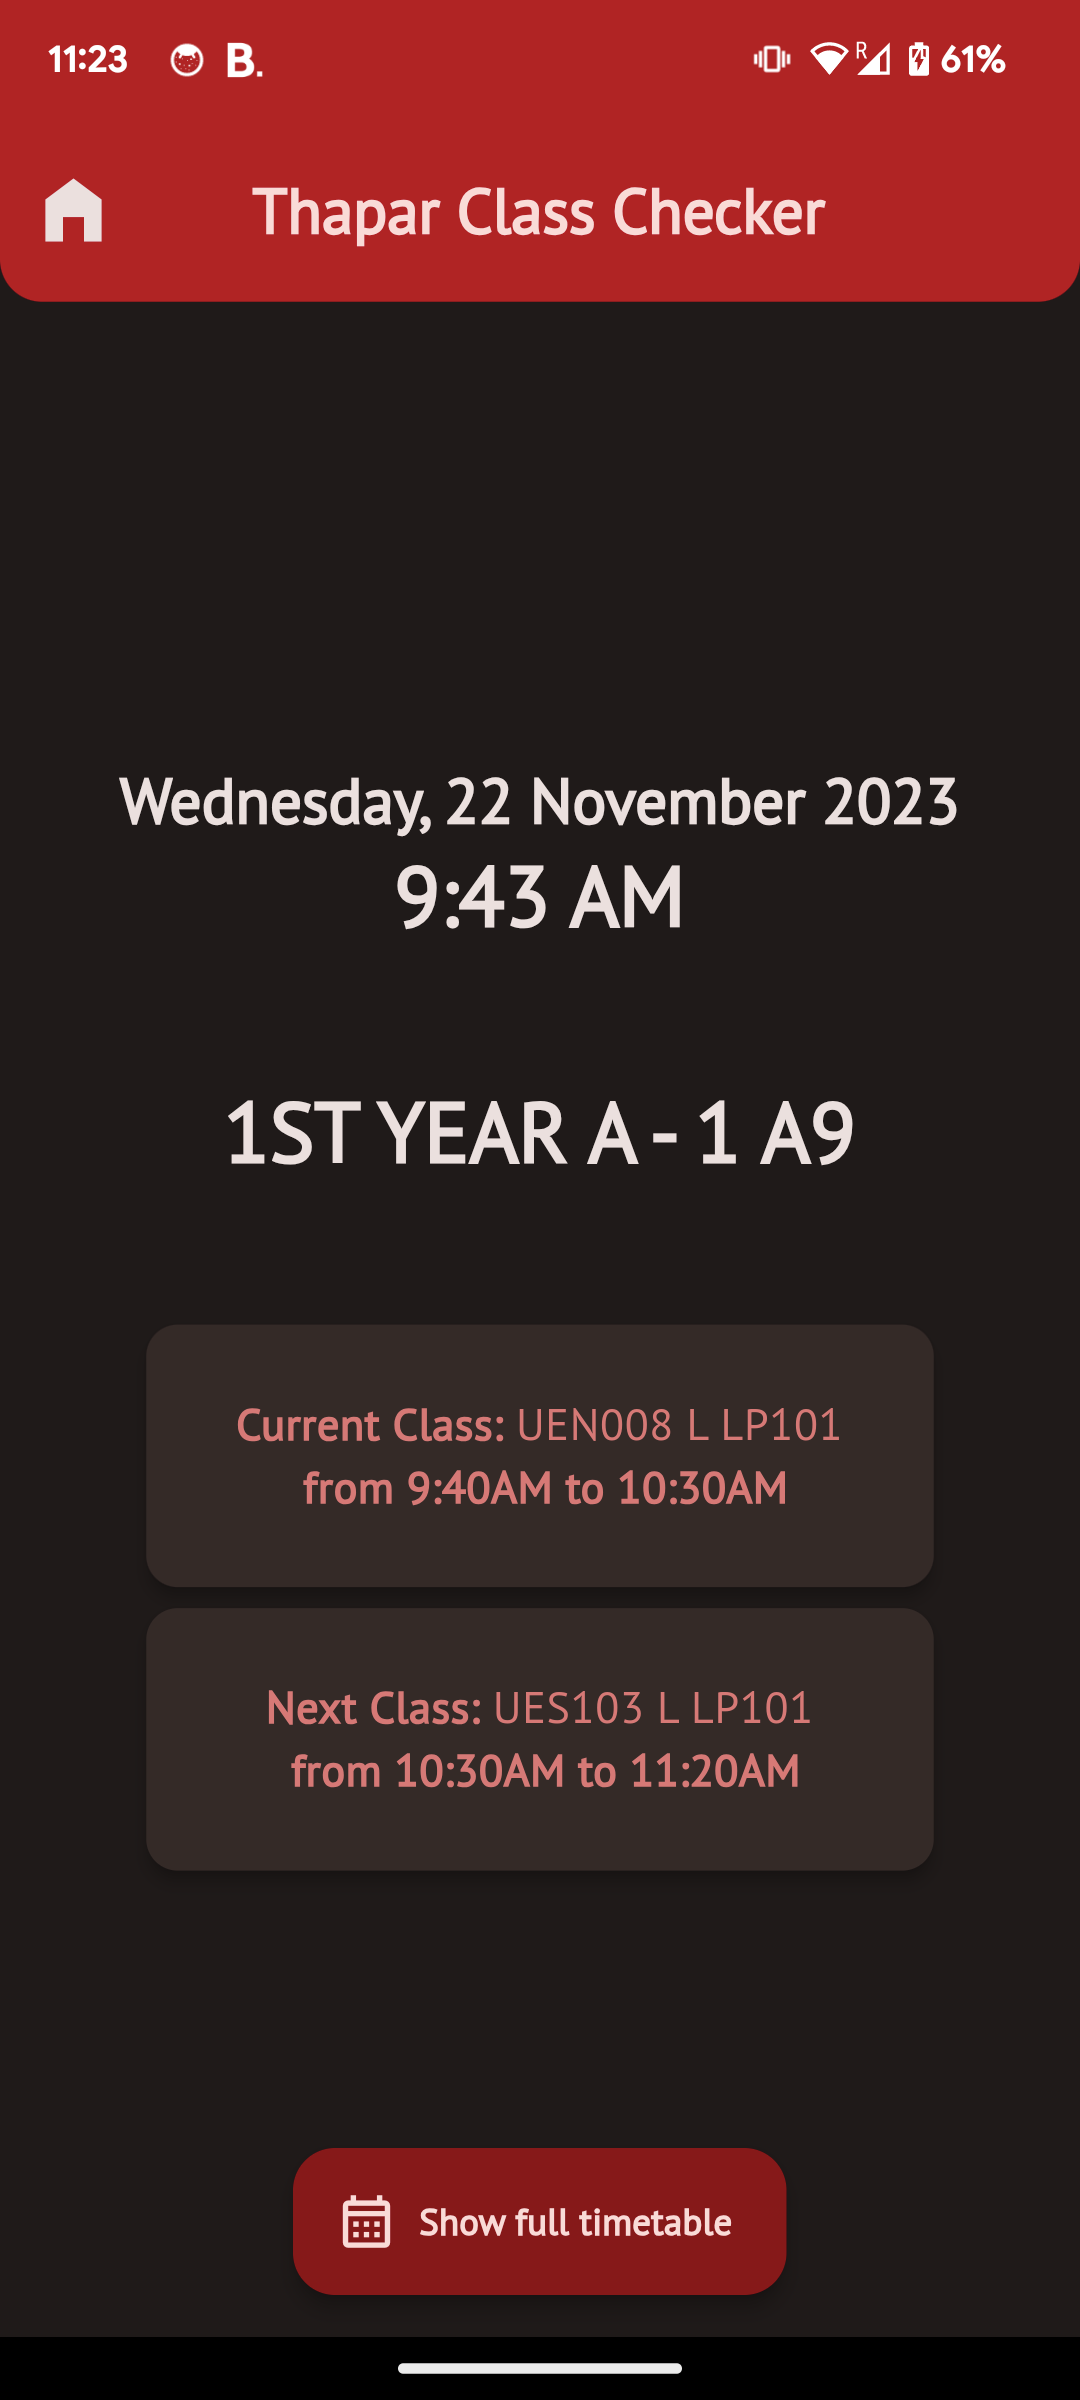 11:23 B. R 61%
Thapar Class Checker
Wednesday, 22 November 2023
9:43 AM
1ST YEAR A - 1 A9
Current Class: UEN008 L LP101
from 9:40AM to 10:30AM
Next Class: UES103 L LP101
from 10:30AM to 11:20AM
Show full timetable